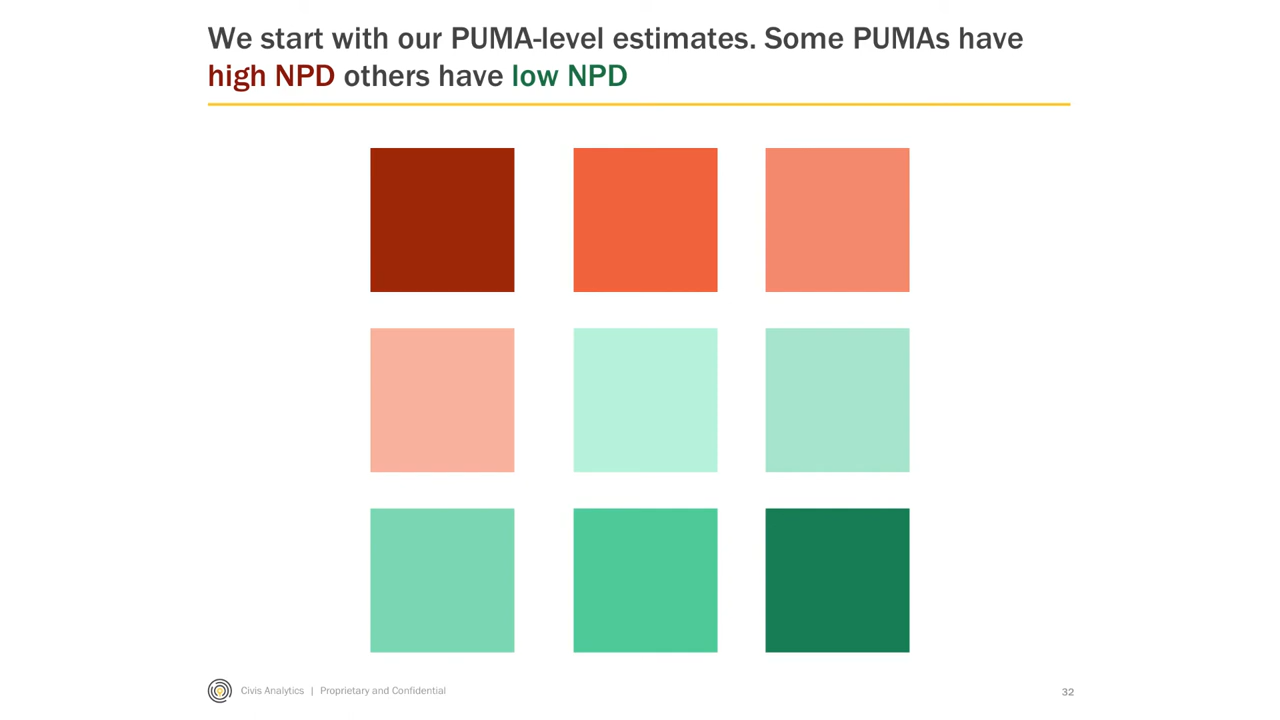 We start with our PUMA-level estimates. Some PUMAs have
high NPD others have low NPD
Civis Analytics | Proprietary and Confidential
32